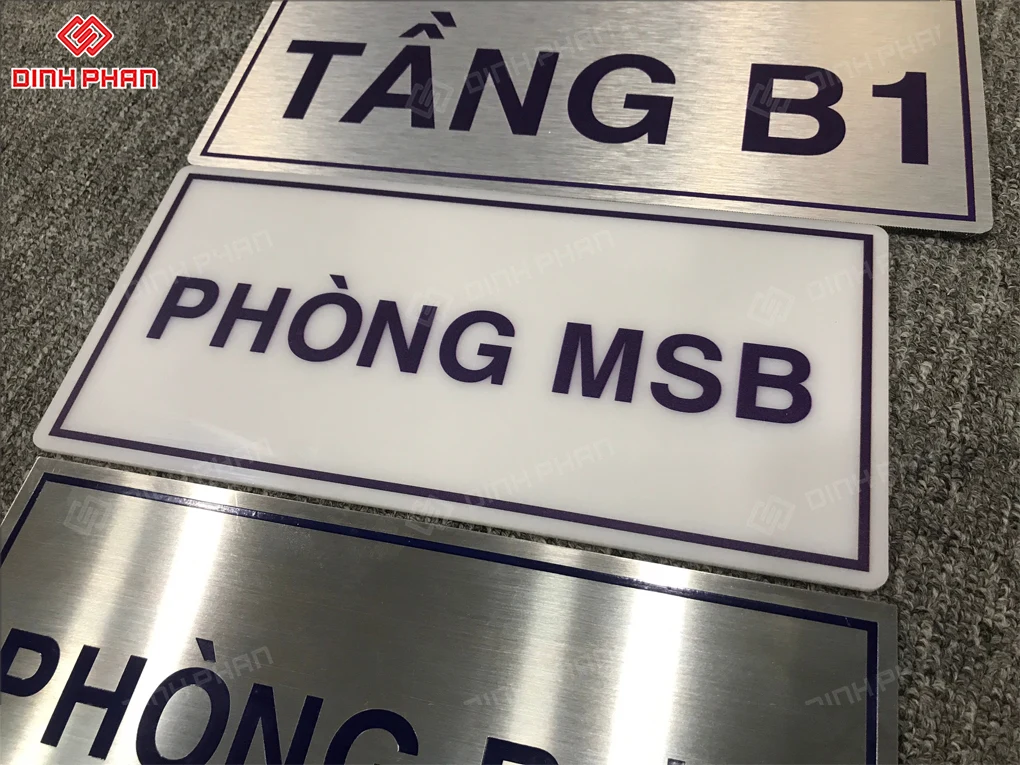 DINH PHAN
TẦNG B1
PHÒNG MSB
PHÒNG